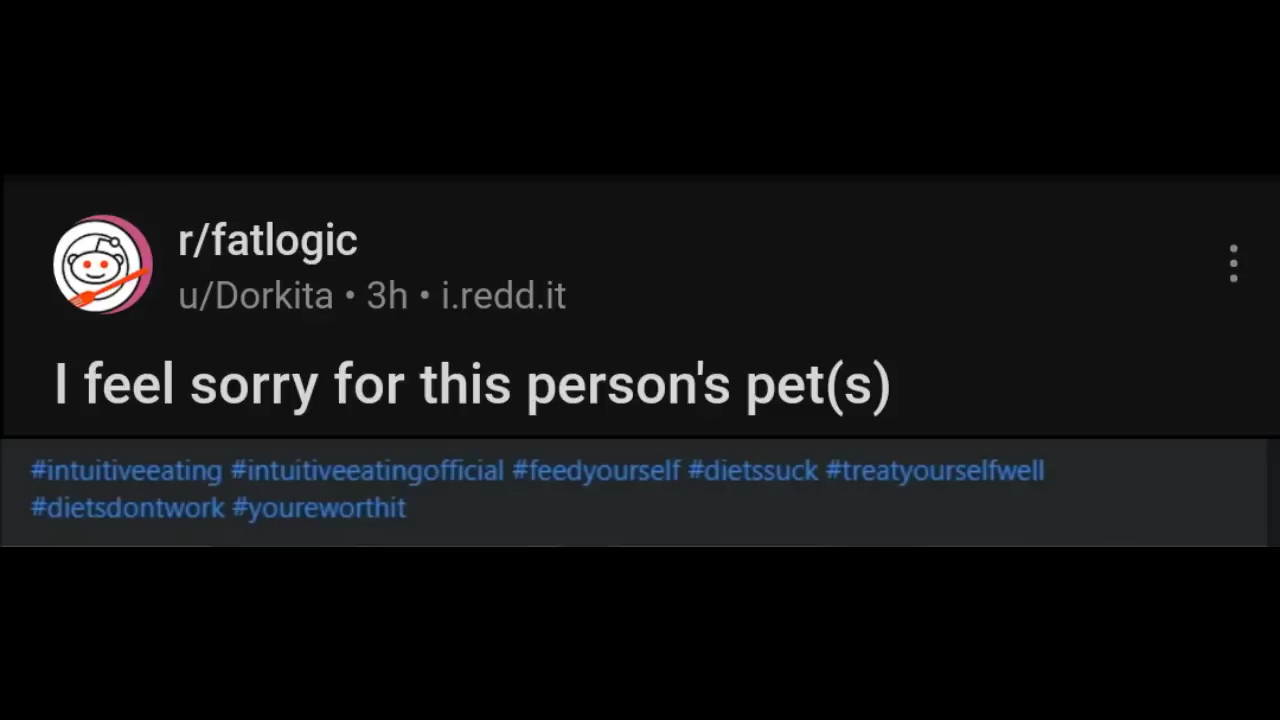 r/fatlogic
u/Dorkita • 3h • i.redd.it
I feel sorry for this person's pet(s)
#intuitiveeating #intuitiveeatingofficial #feedyourself #dietssuck #treatyourselfwell
#dietsdontwork #youreworthit